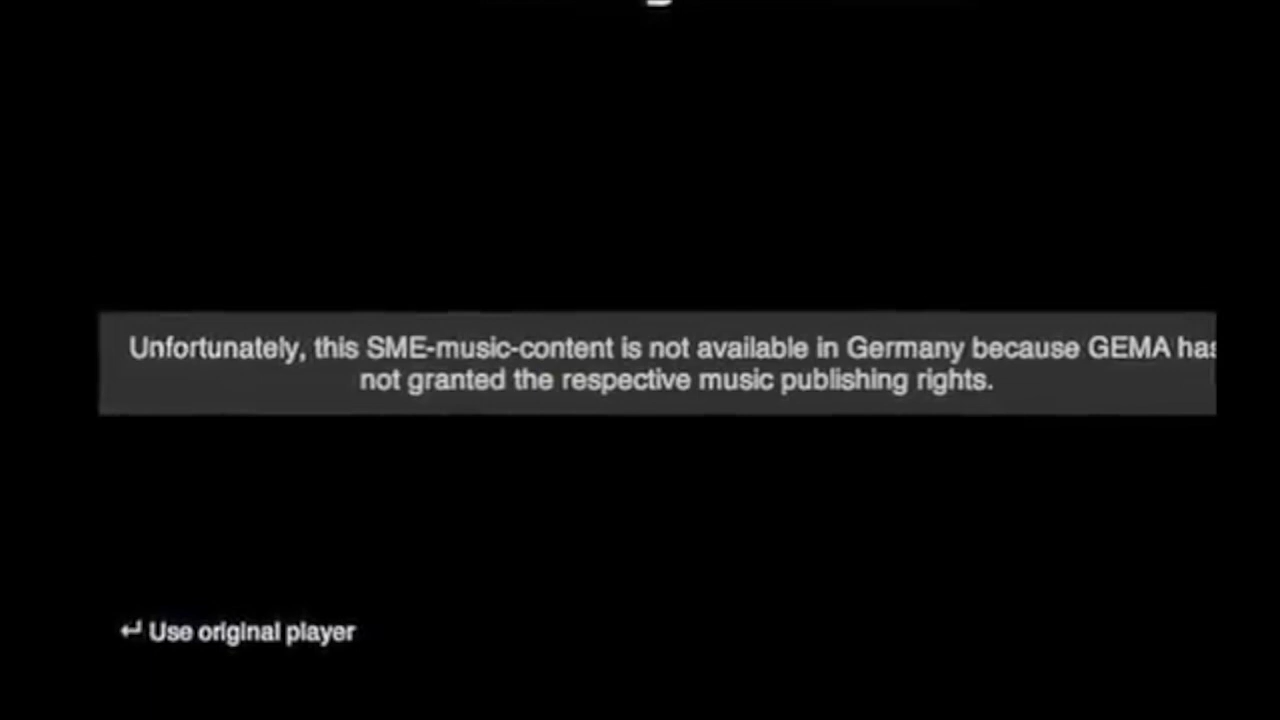 Unfortunately, this SME-music-content is not available in Germany because GEMA has
not granted the respective music publishing rights.
↵ Use original player